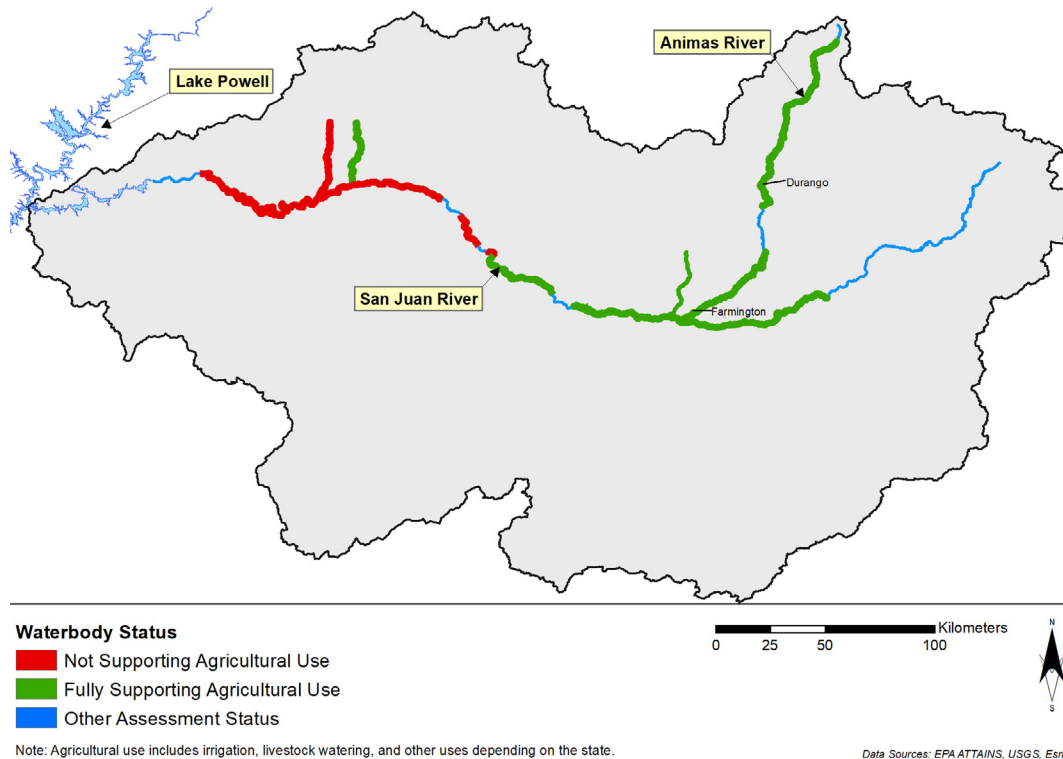 Animas River
Lake Powell
Durango
San Juan River
Farmington
Waterbody Status
Not Supporting Agricultural Use
Fully Supporting Agricultural Use
Other Assessment Status
Kilometers
0 25 50 100
N
S
Note: Agricultural use includes irrigation, livestock watering, and other uses depending on the state.
Data Sources: EPA ATTAINS, USGS, Esri